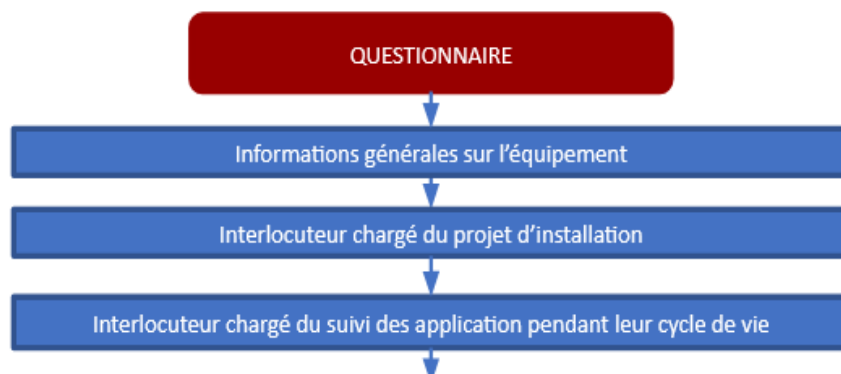 QUESTIONNAIRE
Informations générales sur l’équipement
Interlocuteur chargé du projet d’installation
Interlocuteur chargé du suivi des application pendant leur cycle de vie